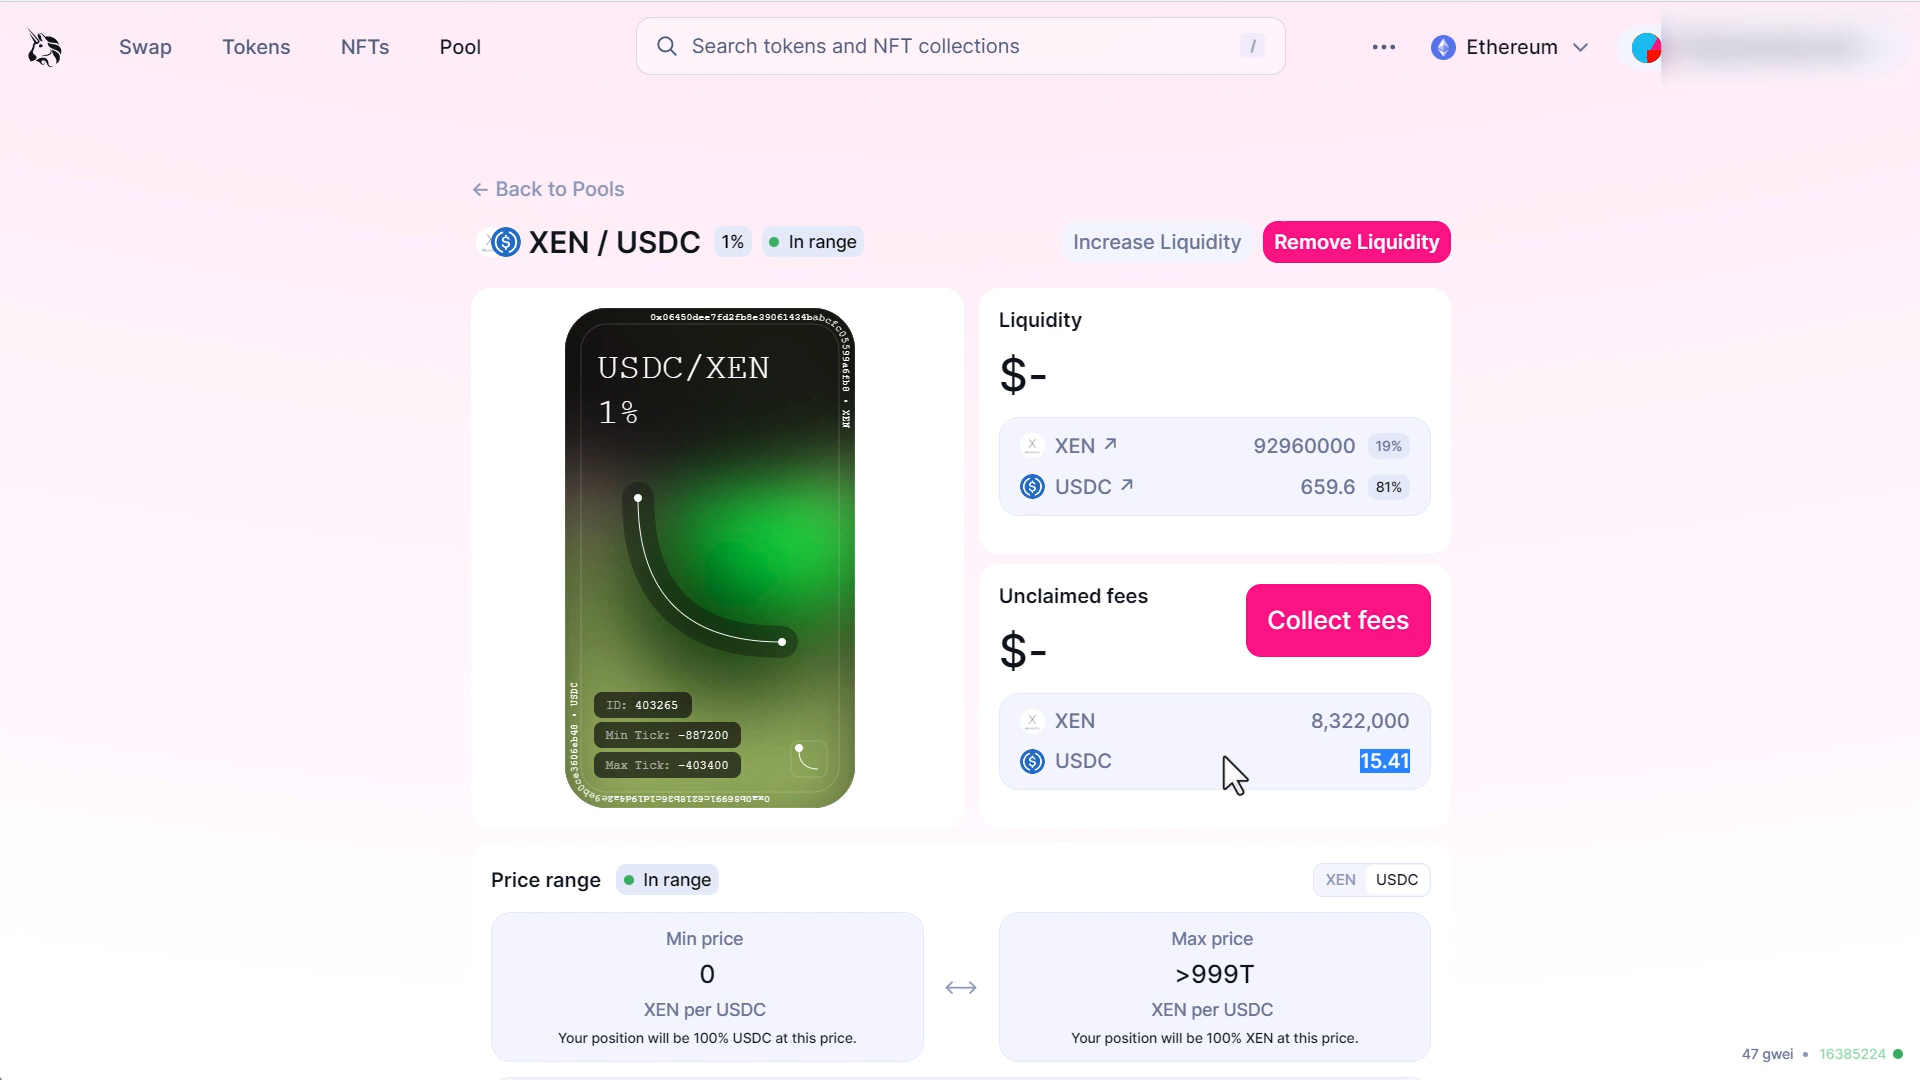 Swap Tokens NFTs Pool
Search tokens and NFT collections /
Ethereum
← Back to Pools
XEN / USDC 1% In range
Increase Liquidity Remove Liquidity
USDC/XEN
1%
ID: 403265
Min Tick: -887200
Max Tick: -403400
• XEN
• USDC
Liquidity
$-
XEN ↗ 92960000 19%
USDC ↗ 659.6 81%
Unclaimed fees
Collect fees
$-
XEN 8,322,000
USDC 15.41
Price range In range
XEN USDC
Min price
0
XEN per USDC
Your position will be 100% USDC at this price.
Max price
>999T
XEN per USDC
Your position will be 100% XEN at this price.
47 gwei • 16385224